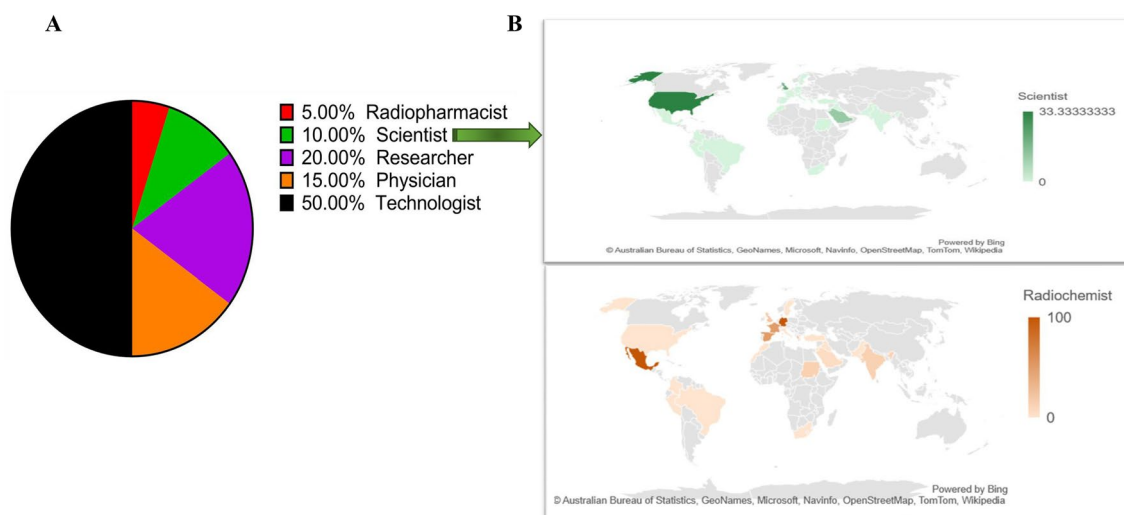 A
5.00% Radiopharmacist
10.00% Scientist
20.00% Researcher
15.00% Physician
50.00% Technologist
B
Scientist
33.33333333
0
Powered by Bing
© Australian Bureau of Statistics, GeoNames, Microsoft, Navinfo, OpenStreetMap, TomTom, Wikipedia
Radiochemist
100
0
Powered by Bing
© Australian Bureau of Statistics, GeoNames, Microsoft, Navinfo, OpenStreetMap, TomTom, Wikipedia